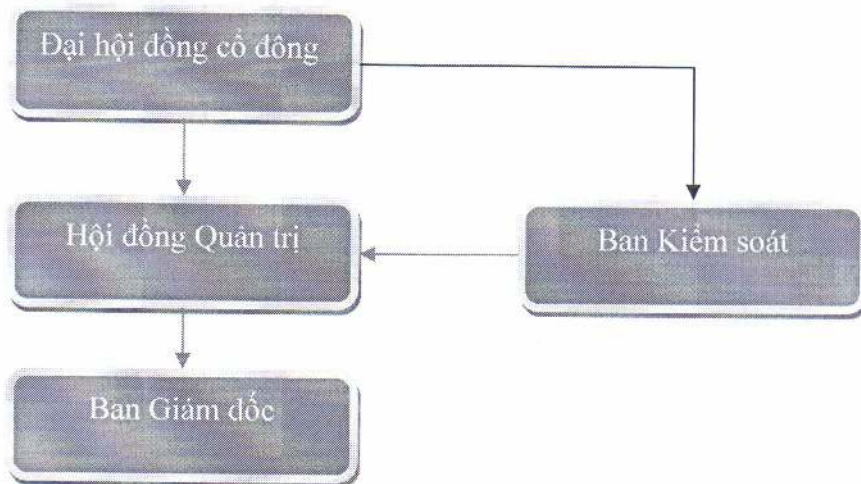 Đại hội đồng cổ đông
Hội đồng Quản trị
Ban Kiểm soát
Ban Giám đốc